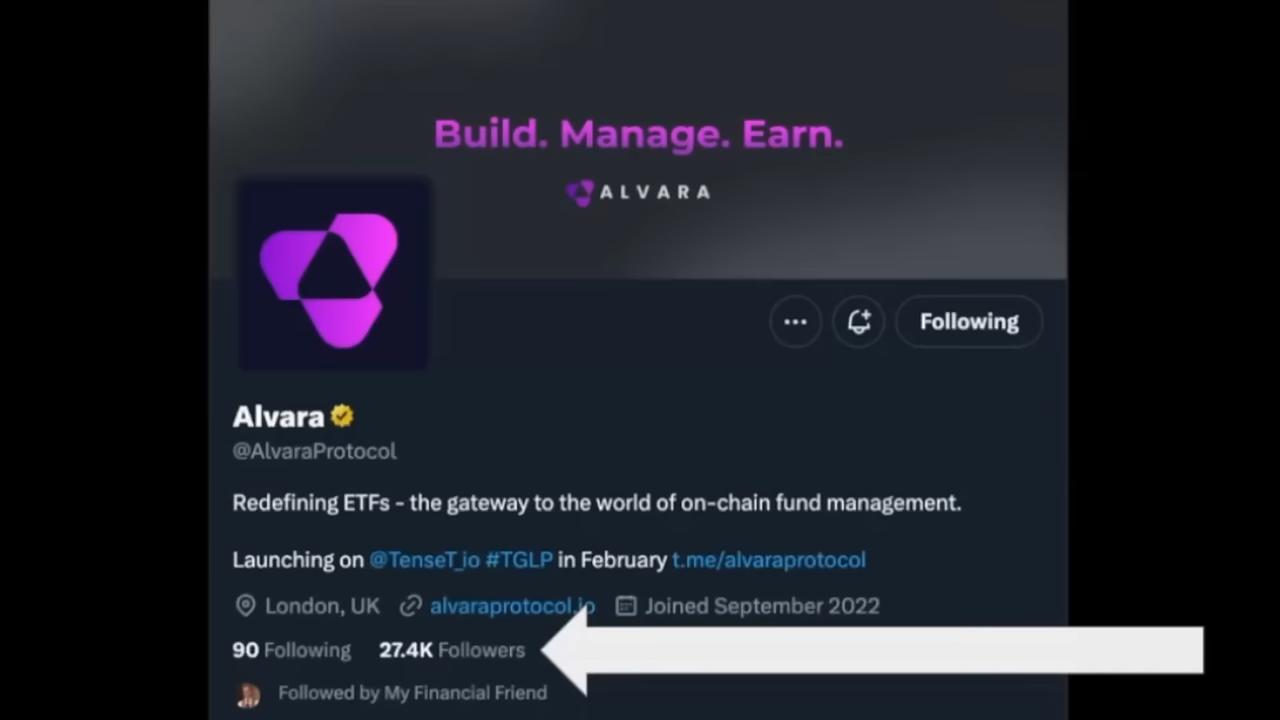 Build. Manage. Earn.
ALVARA
Following
Alvara
@AlvaraProtocol
Redefining ETFs - the gateway to the world of on-chain fund management.
Launching on @TenseT_io #TGLP in February t.me/alvaraprotocol
London, UK alvaraprotocol.io Joined September 2022
90 Following 27.4K Followers
Followed by My Financial Friend